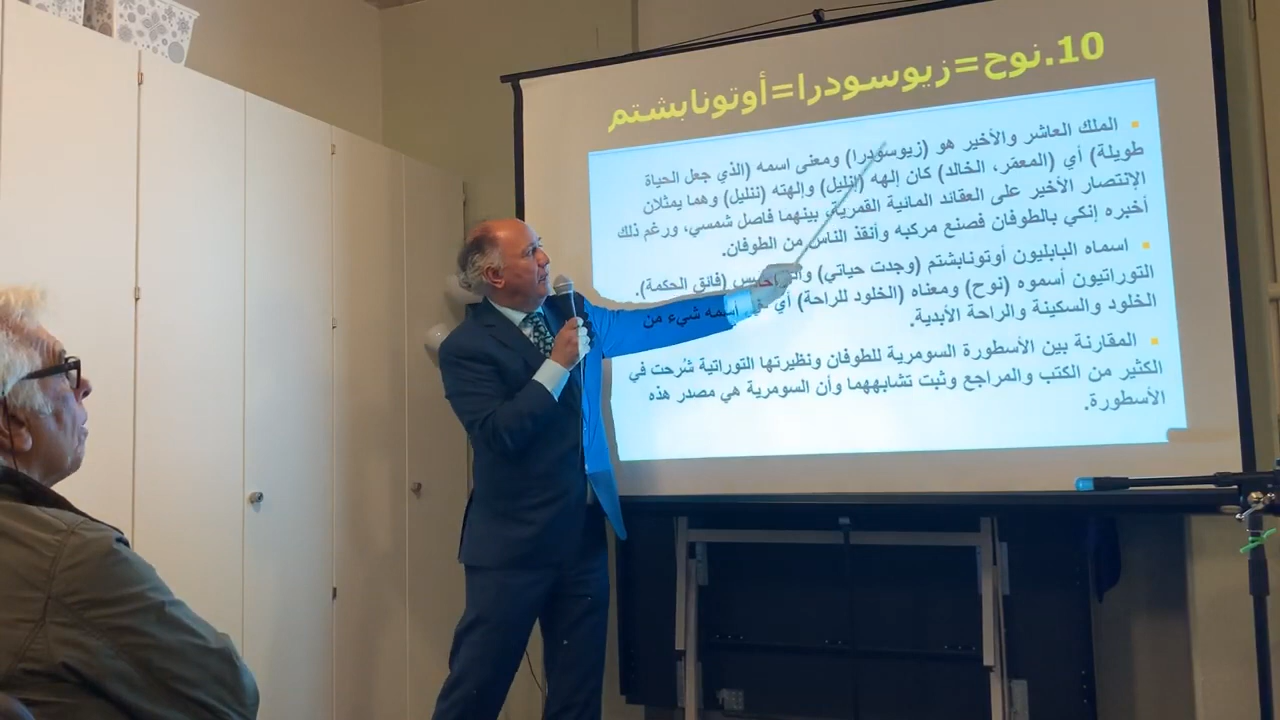 10.نوح=زيوسودرا=أوتونابشتم
الملك العاشر والأخير هو (زيوسودرا) ومعنى اسمه (الذي جعل الحياة
طويلة) أي (المعمّر، الخالد) كان إلهه (إنليل) وإلهته (ننليل) وهما يمثلان
الإنتصار الأخير على العقائد المائية القمرية، بينهما فاصل شمسي، ورغم ذلك
أخبره إنكي بالطوفان فصنع مركبه وأنقذ الناس من الطوفان.
اسماه البابليون أوتونابشتم (وجدت حياتي) (فائق الحكمة).
التوراتيون أسموه (نوح) ومعناه (الخلود للراحة) أي اسمه شيء من
الخلود والسكينة والراحة الأبدية.
المقارنة بين الأسطورة السومرية للطوفان ونظيرتها التوراتية شُرحت في
الكثير من الكتب والمراجع وثبت تشابههما وأن السومرية هي مصدر هذه
الأسطورة.